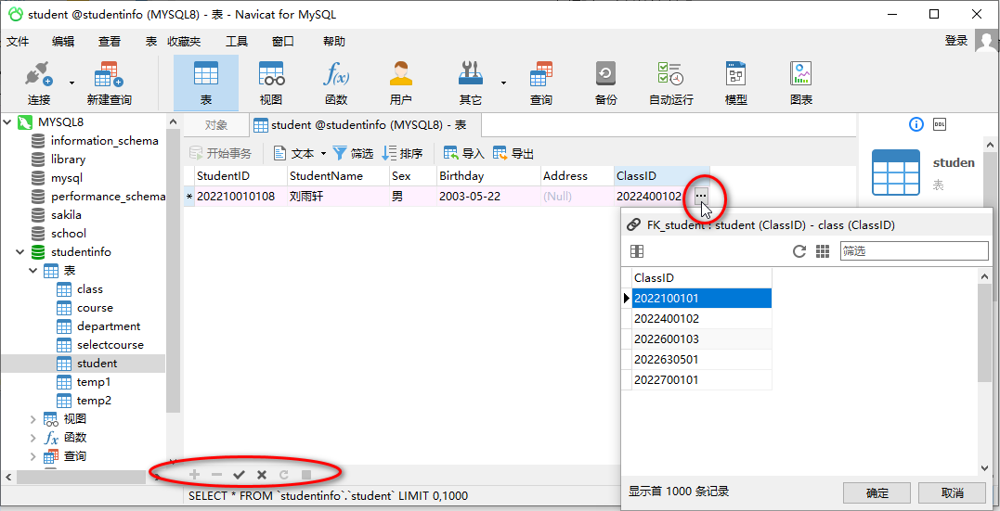 student @studentinfo (MYSQL8) - 表 - Navicat for MySQL
文件 编辑 查看 表 收藏夹 工具 窗口 帮助 登录
连接 新建查询 表 视图 函数 用户 其它 查询 备份 自动运行 模型 图表
MYSQL8
information_schema
library
mysql
performance_schema
sakila
school
studentinfo
表
class
course
department
selectcourse
student
temp1
temp2
视图
函数
查询
对象 student @studentinfo (MYSQL8) - 表
开始事务 文本 筛选 排序 导入 导出
StudentID StudentName Sex Birthday Address ClassID
* 202210010108 刘雨轩 男 2003-05-22 (Null) 2022400102 ...
DDL
studen
表
FK_student : student (ClassID) - class (ClassID)
筛选
ClassID
2022100101
2022400102
2022600103
2022630501
2022700101
显示首 1000 条记录
确定 取消
SELECT * FROM `studentinfo`.`student` LIMIT 0,1000